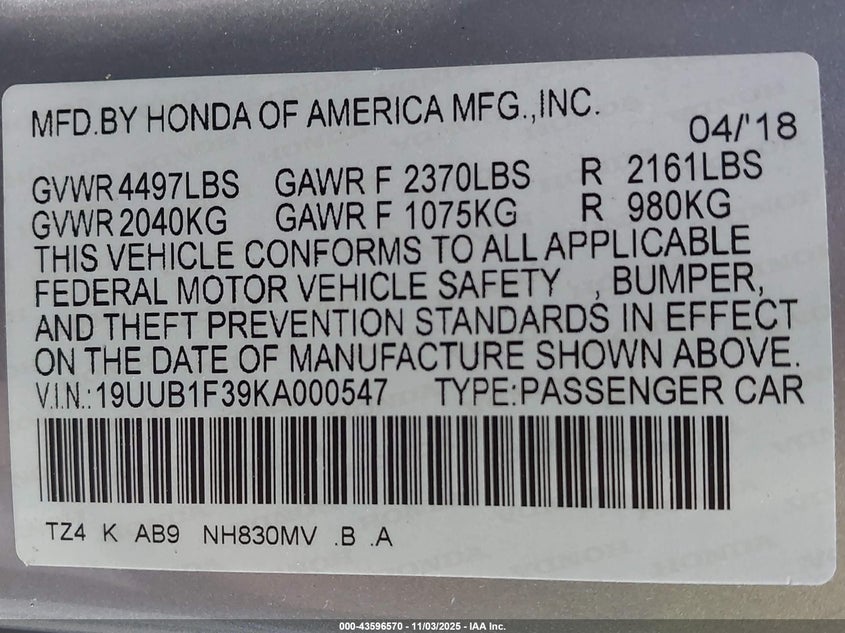 MFD.BY HONDA OF AMERICA MFG.,INC.
04/'18
GVWR 4497LBS GAWR F 2370LBS R 2161LBS
GVWR 2040KG GAWR F 1075KG R 980KG
THIS VEHICLE CONFORMS TO ALL APPLICABLE
FEDERAL MOTOR VEHICLE SAFETY , BUMPER,
AND THEFT PREVENTION STANDARDS IN EFFECT
ON THE DATE OF MANUFACTURE SHOWN ABOVE.
V.I.N.: 19UUB1F39KA000547 TYPE:PASSENGER CAR
TZ4 K AB9 NH830MV .B .A
000-43596570 - 11/03/2025 - IAA Inc.